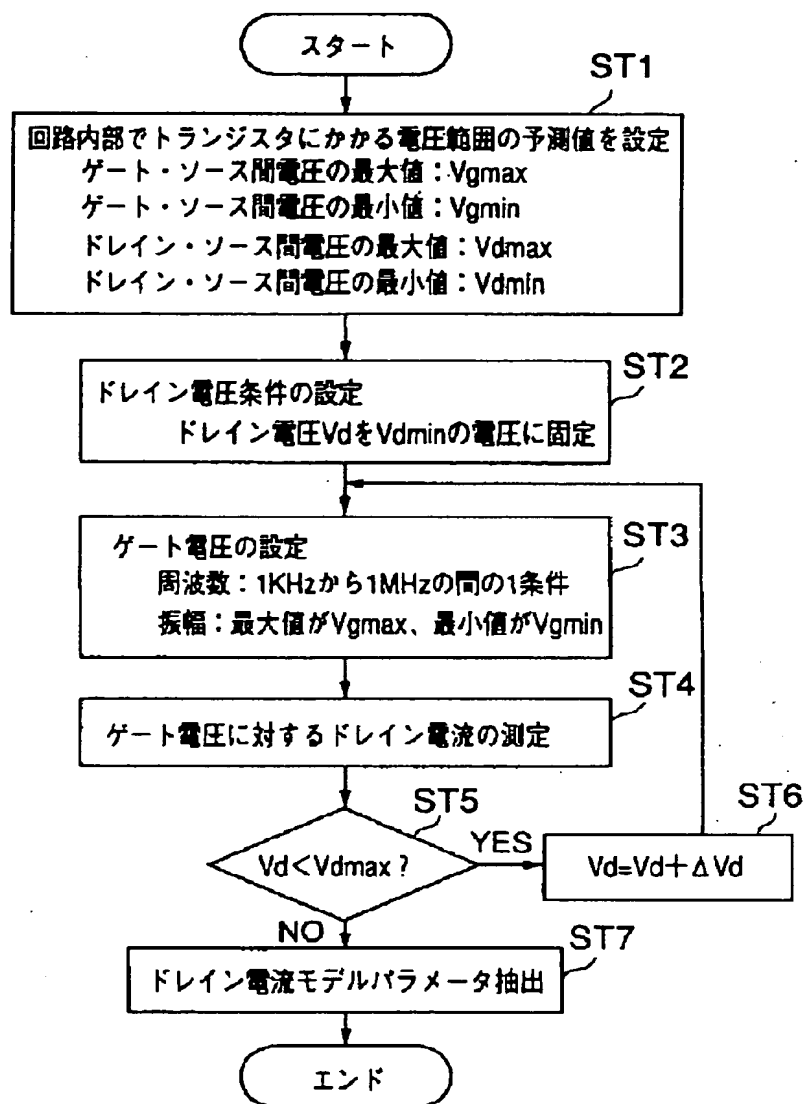 スタート
ST1
回路内部でトランジスタにかかる電圧範囲の予測値を設定
ゲート・ソース間電圧の最大値：Vgmax
ゲート・ソース間電圧の最小値：Vgmin
ドレイン・ソース間電圧の最大値：Vdmax
ドレイン・ソース間電圧の最小値：Vdmin
ST2
ドレイン電圧条件の設定
ドレイン電圧VdをVdminの電圧に固定
ST3
ゲート電圧の設定
周波数：1KHzから1MHzの間の1条件
振幅：最大値がVgmax、最小値がVgmin
ST4
ゲート電圧に対するドレイン電流の測定
ST5
Vd＜Vdmax？
YES
ST6
Vd=Vd＋ΔVd
NO
ST7
ドレイン電流モデルパラメータ抽出
エンド